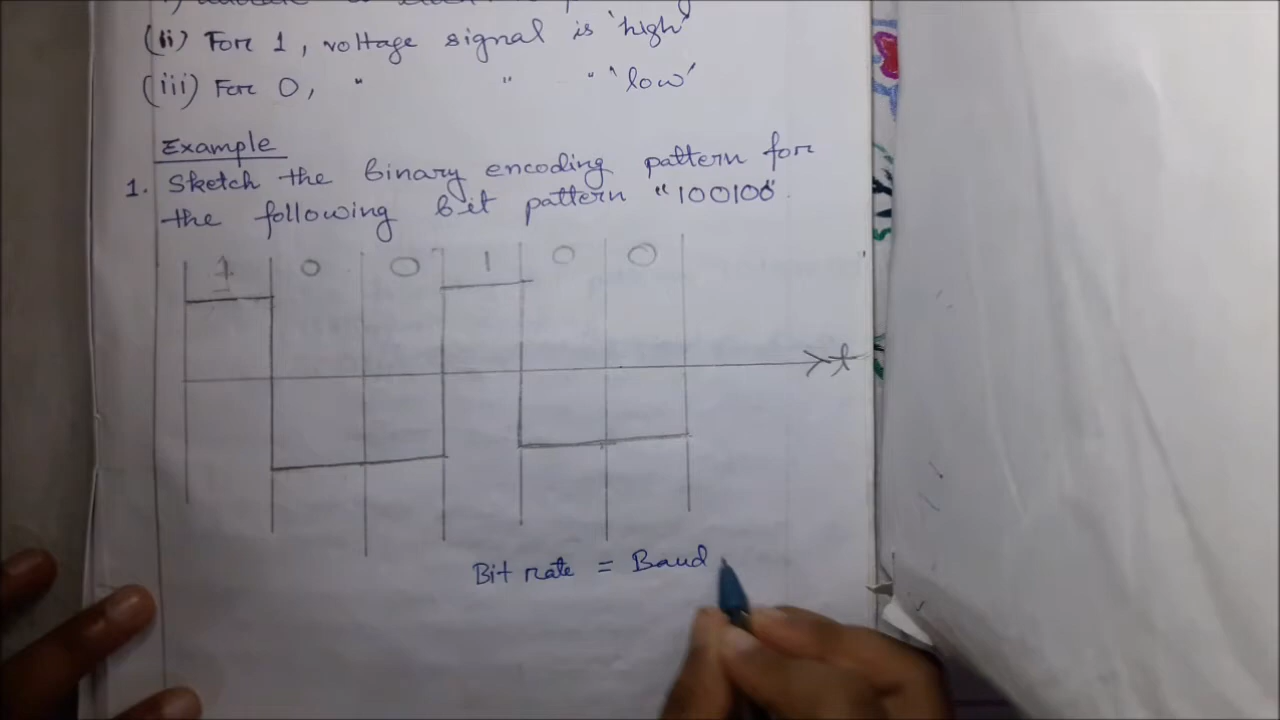 (ii) For 1, voltage signal is 'high'
(iii) For 0, " " " 'low'
Example
1. Sketch the binary encoding pattern for
the following bit pattern "100100".
1 0 0 1 0 0
t
Bit rate = Baud